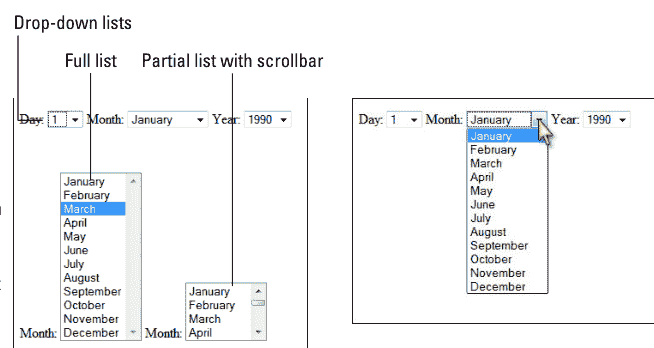 Drop-down lists
Full list Partial list with scrollbar
Day: 1 Month: January Year: 1990
January
February
March
April
May
June
July
August
September
October
November
Month: December
January
February
March
Month: April
Day: 1 Month: January Year: 1990
January
February
March
April
May
June
July
August
September
October
November
December